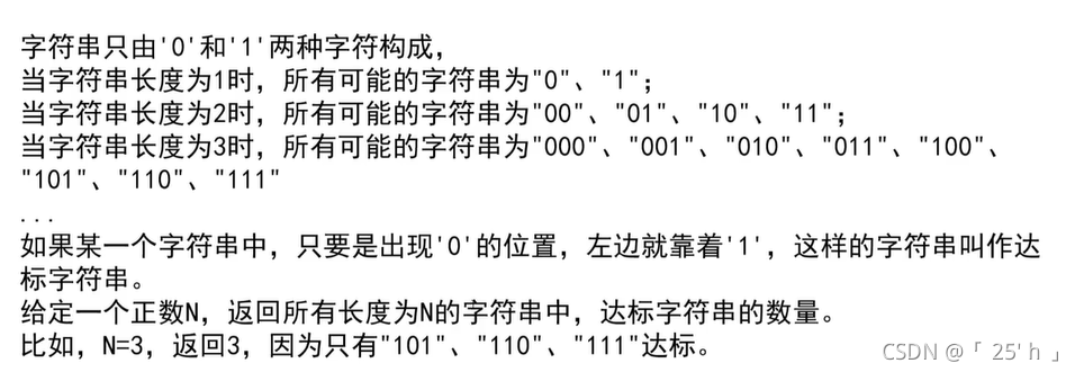 字符串只由'0'和'1'两种字符构成,
当字符串长度为1时，所有可能的字符串为"0"、"1"；
当字符串长度为2时，所有可能的字符串为"00"、"01"、"10"、"11"；
当字符串长度为3时，所有可能的字符串为"000"、"001"、"010"、"011"、"100"、
"101"、"110"、"111"
...
如果某一个字符串中，只要是出现'0'的位置，左边就靠着'1'，这样的字符串叫作达
标字符串。
给定一个正数N，返回所有长度为N的字符串中，达标字符串的数量。
比如，N=3，返回3，因为只有"101"、"110"、"111"达标。
CSDN @「 25' h 」